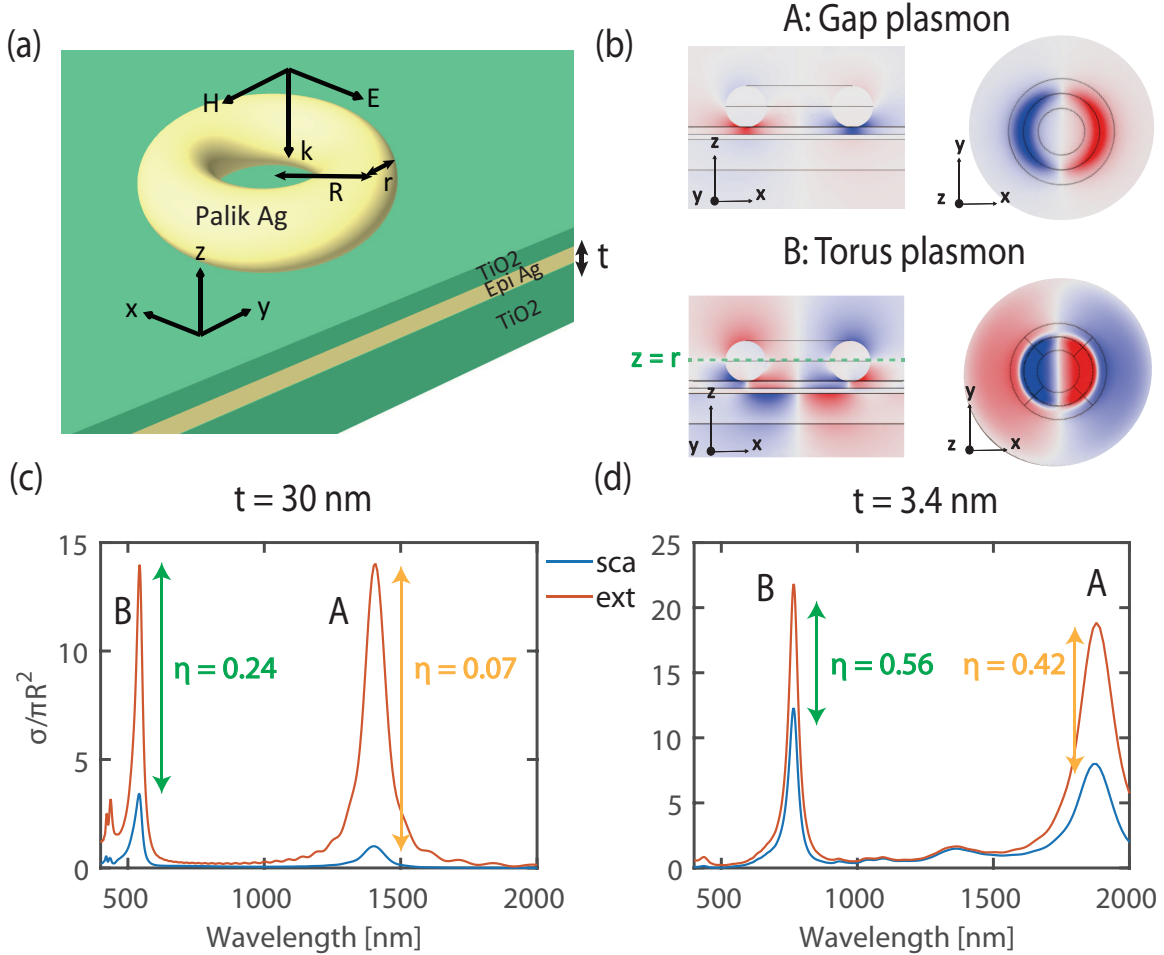 (a)
H
E
k
R
r
Palik Ag
z
x
y
t
TiO2
Epi Ag
TiO2
(b)
A: Gap plasmon
z
y
x
y
z
x
B: Torus plasmon
z = r
z
y
x
y
z
x
(c)
t = 30 nm
σ/πR²
15
10
5
0
B
A
η = 0.24
η = 0.07
500
1000
1500
2000
Wavelength [nm]
sca
ext
(d)
t = 3.4 nm
25
20
15
10
5
0
B
A
η = 0.56
η = 0.42
500
1000
1500
2000
Wavelength [nm]